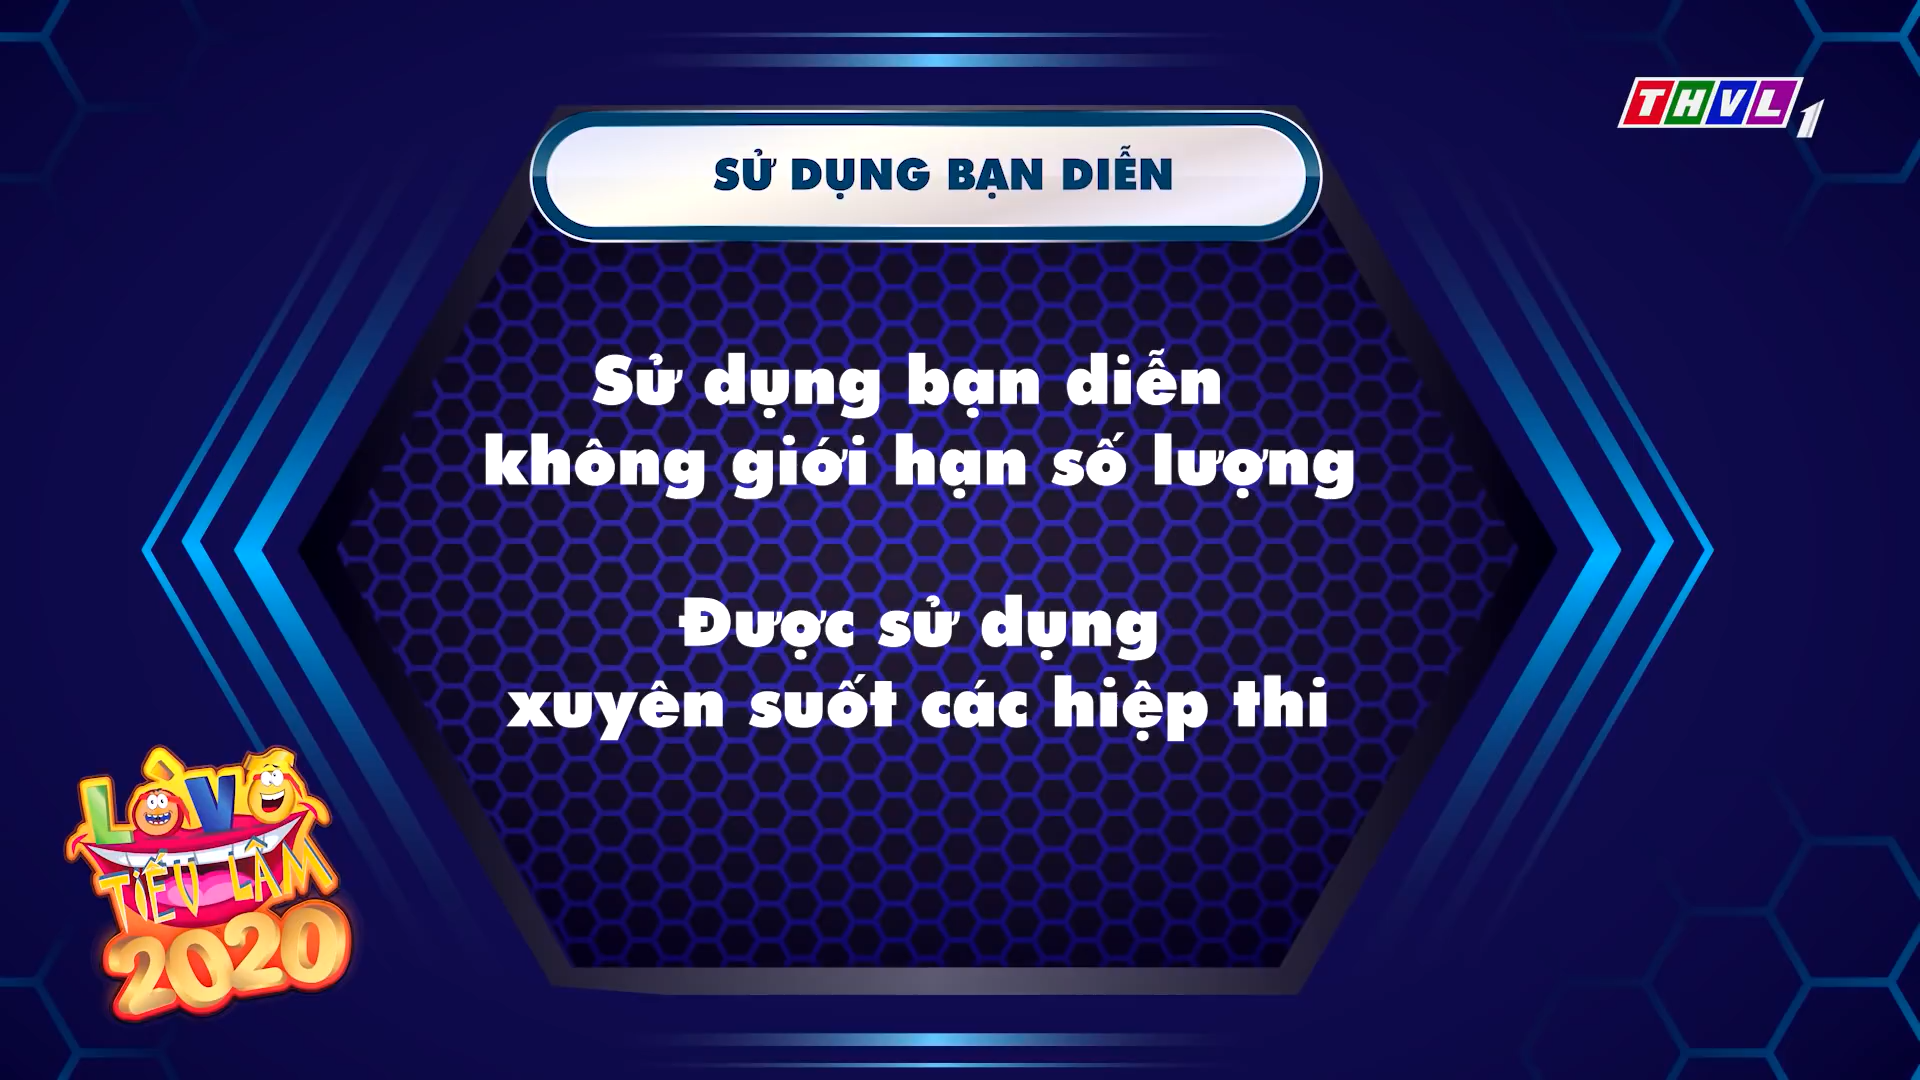 THVL1
SỬ DỤNG BẠN DIỄN
Sử dụng bạn diễn
không giới hạn số lượng
Được sử dụng
xuyên suốt các hiệp thi
LÒ VÕ
TIẾU LÂM
2020